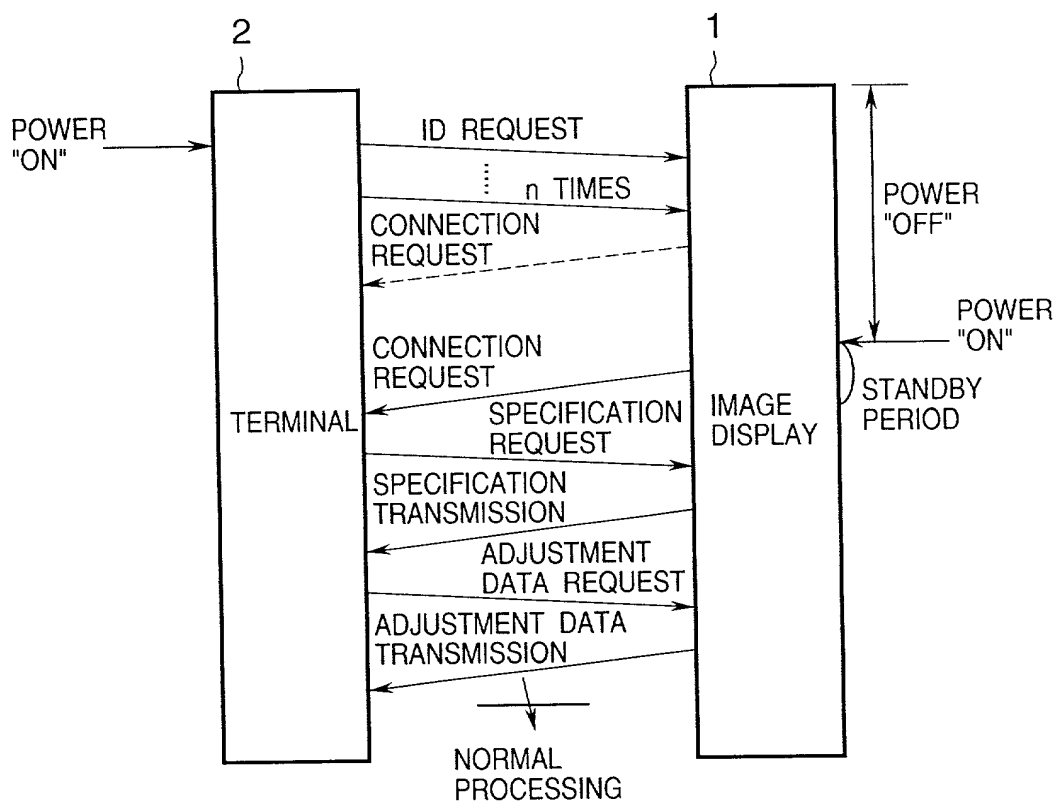 2
1
POWER
"ON"
ID REQUEST
n TIMES
POWER
"OFF"
CONNECTION
REQUEST
POWER
"ON"
CONNECTION
REQUEST
STANDBY
PERIOD
TERMINAL
SPECIFICATION
REQUEST
IMAGE
DISPLAY
SPECIFICATION
TRANSMISSION
ADJUSTMENT
DATA REQUEST
ADJUSTMENT DATA
TRANSMISSION
NORMAL
PROCESSING